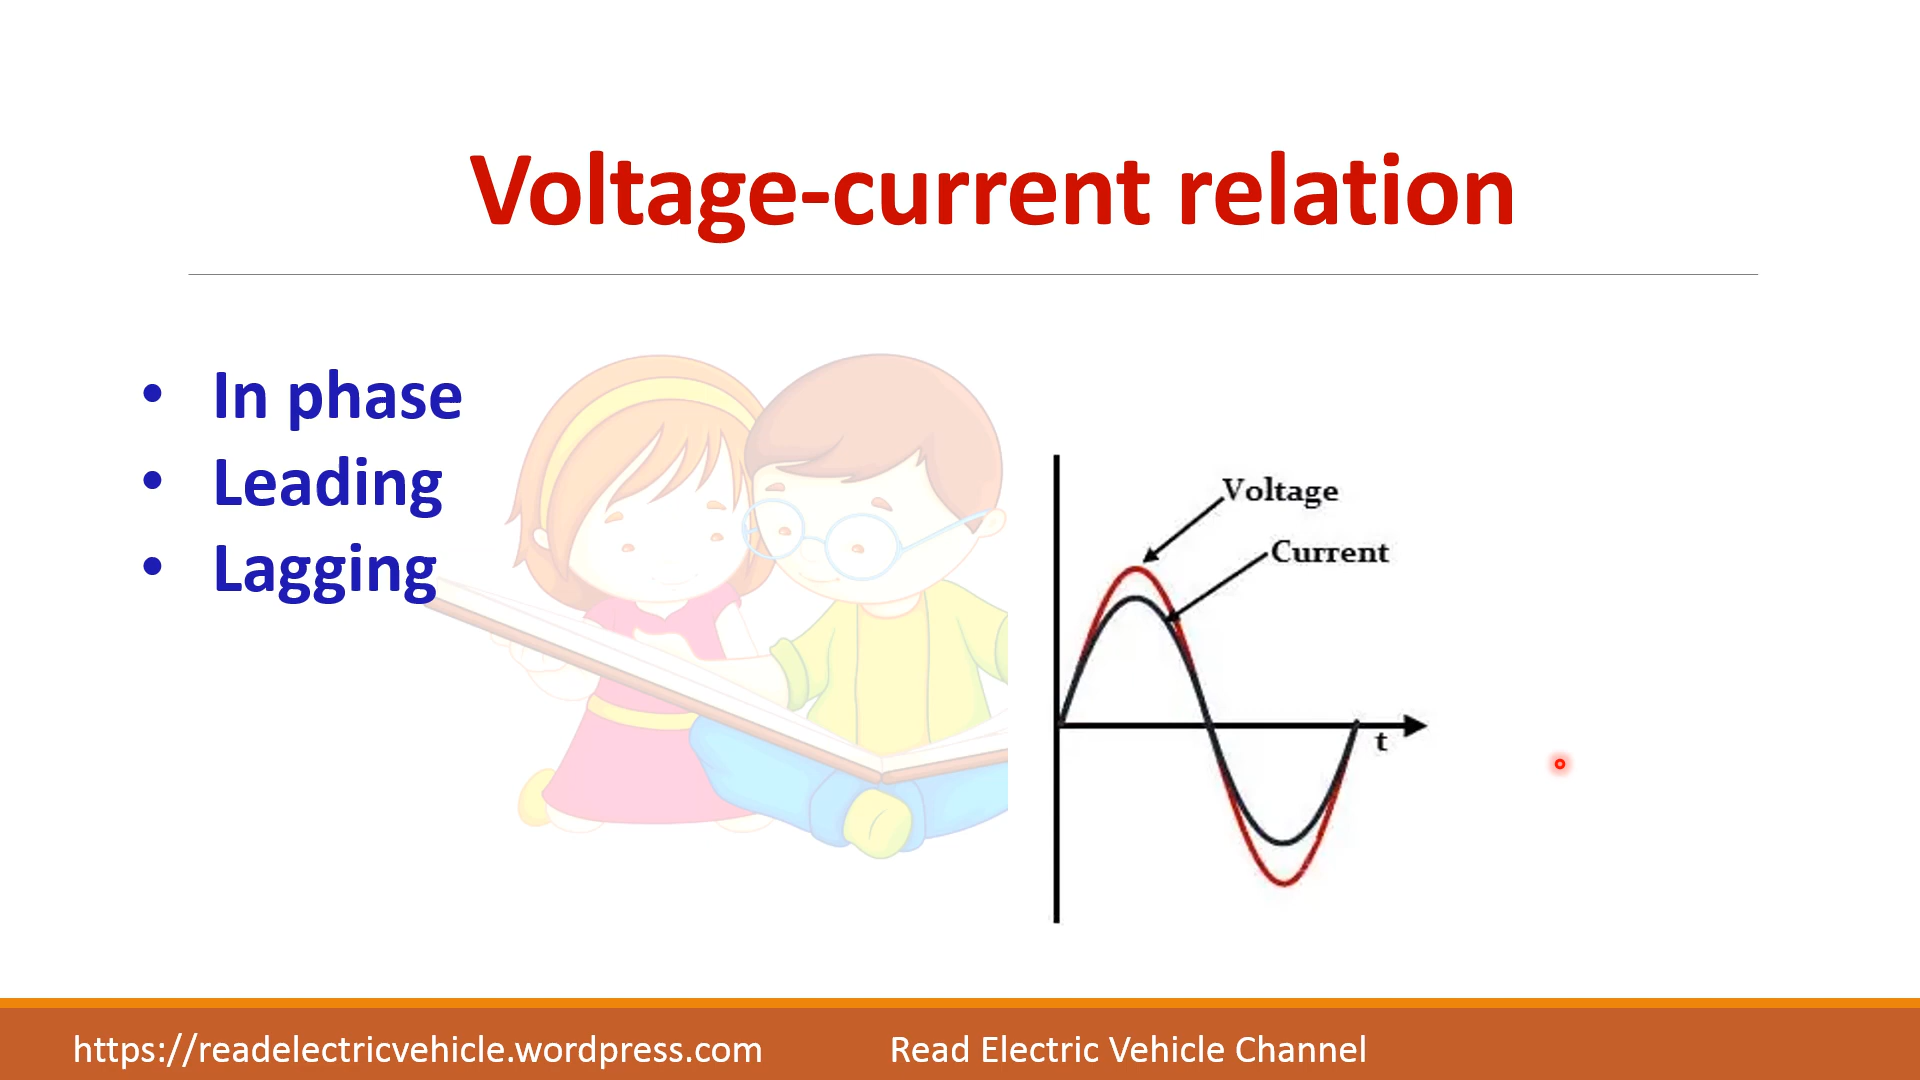 Voltage-current relation
• In phase
• Leading
• Lagging
Voltage
Current
t
https://readelectricvehicle.wordpress.com
Read Electric Vehicle Channel